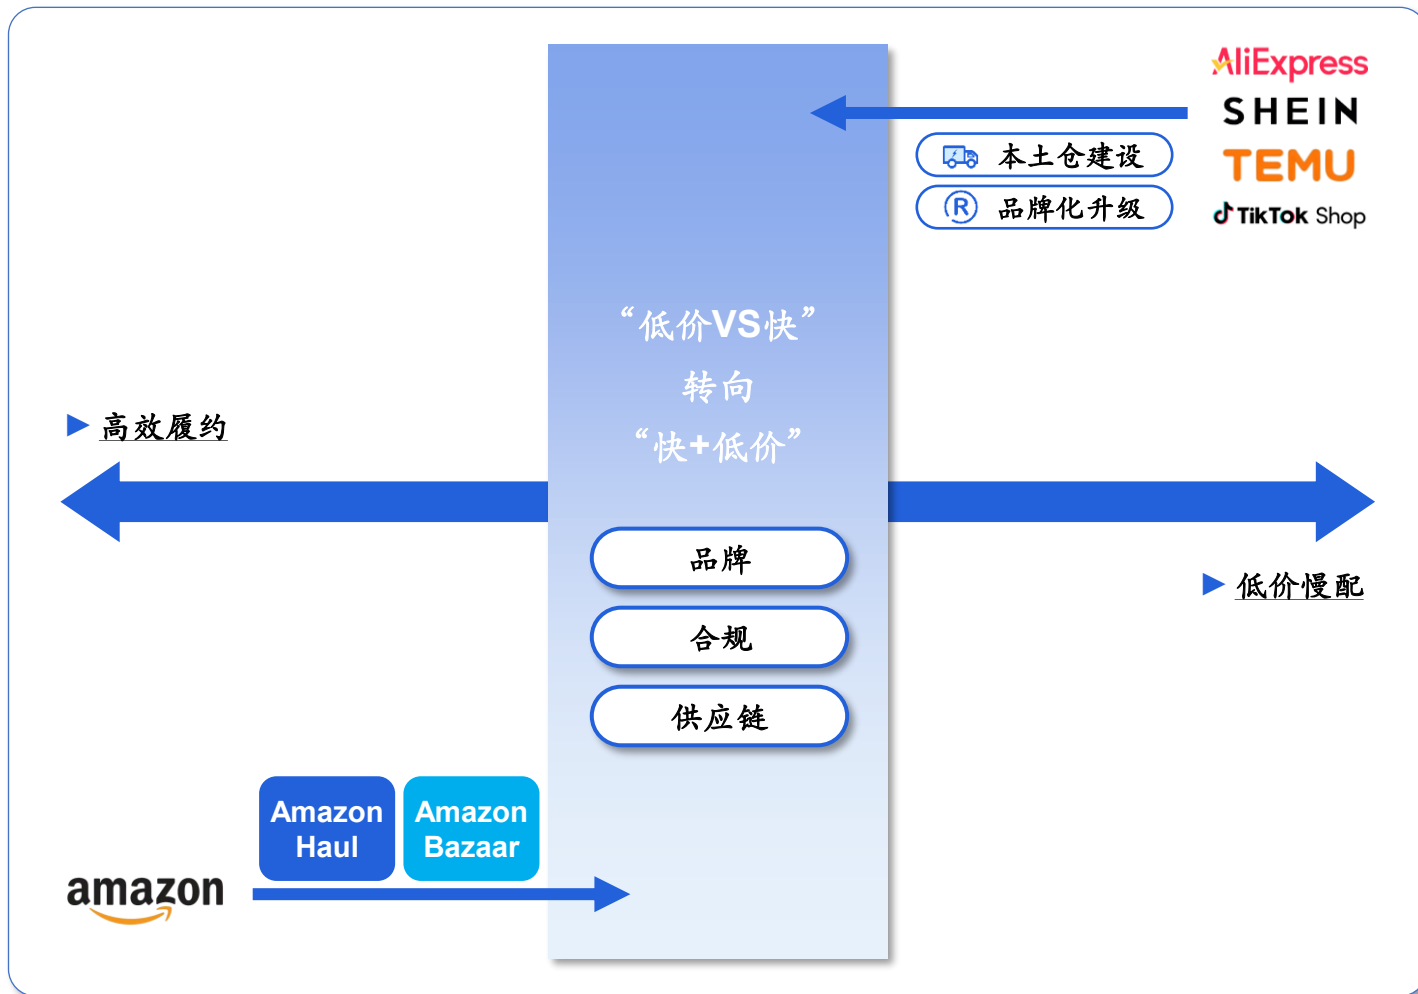 AliExpress
SHEIN
TEMU
TikTok Shop
本土仓建设
R 品牌化升级
“低价VS快”
转向
“快+低价”
高效履约
低价慢配
品牌
合规
供应链
Amazon
Haul
Amazon
Bazaar
amazon